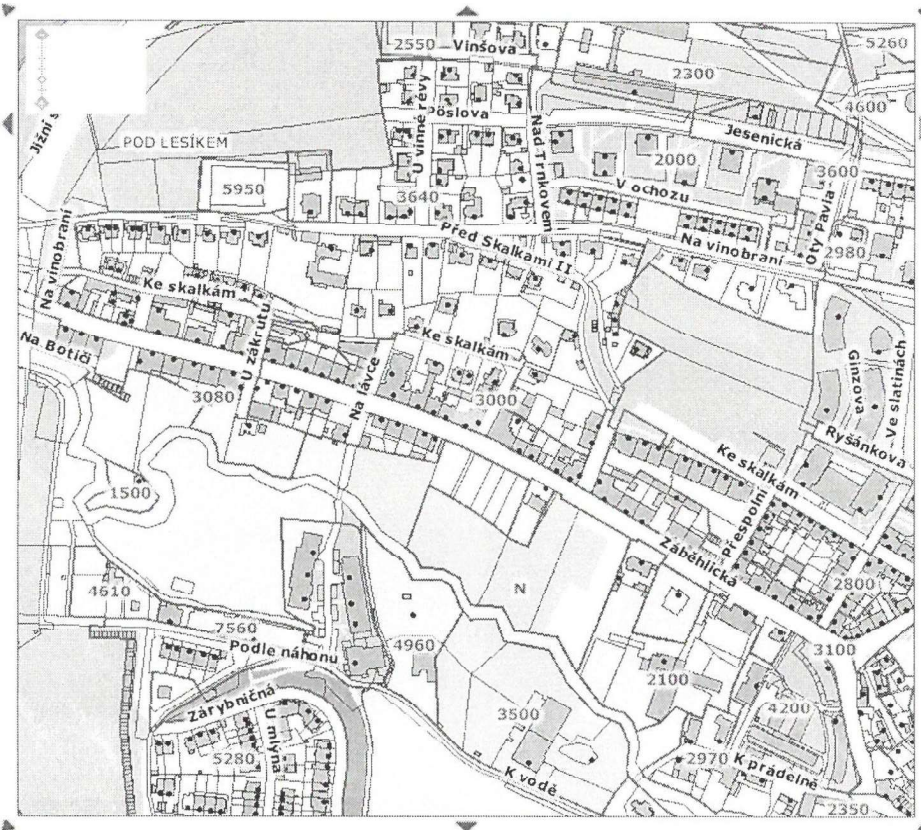 2550 Vinšova
5260
2300
4600
U vinné révy
Pöslova
Jesenická
Jižní s
POD LESÍKEM
Nad Trnkovem
2000
3600
5950
3640
V ochozu
Oty pavla
Před Skalkami II
Na vinobraní
2980
Na vinobraní
Ke skalkám
Na Botiči
U zákrutu
Na lávce
Ke skalkám
Ginzova
Ve slatinách
3080
3000
Ryšánkova
Ke skalkám
1500
Přespolní
Záběhlická
4610
N
2800
7560
Podle náhonu
4960
3100
2100
Zárybničná
3500
4200
U mlýna
5280
K vodě
2970
K prádelně
2350